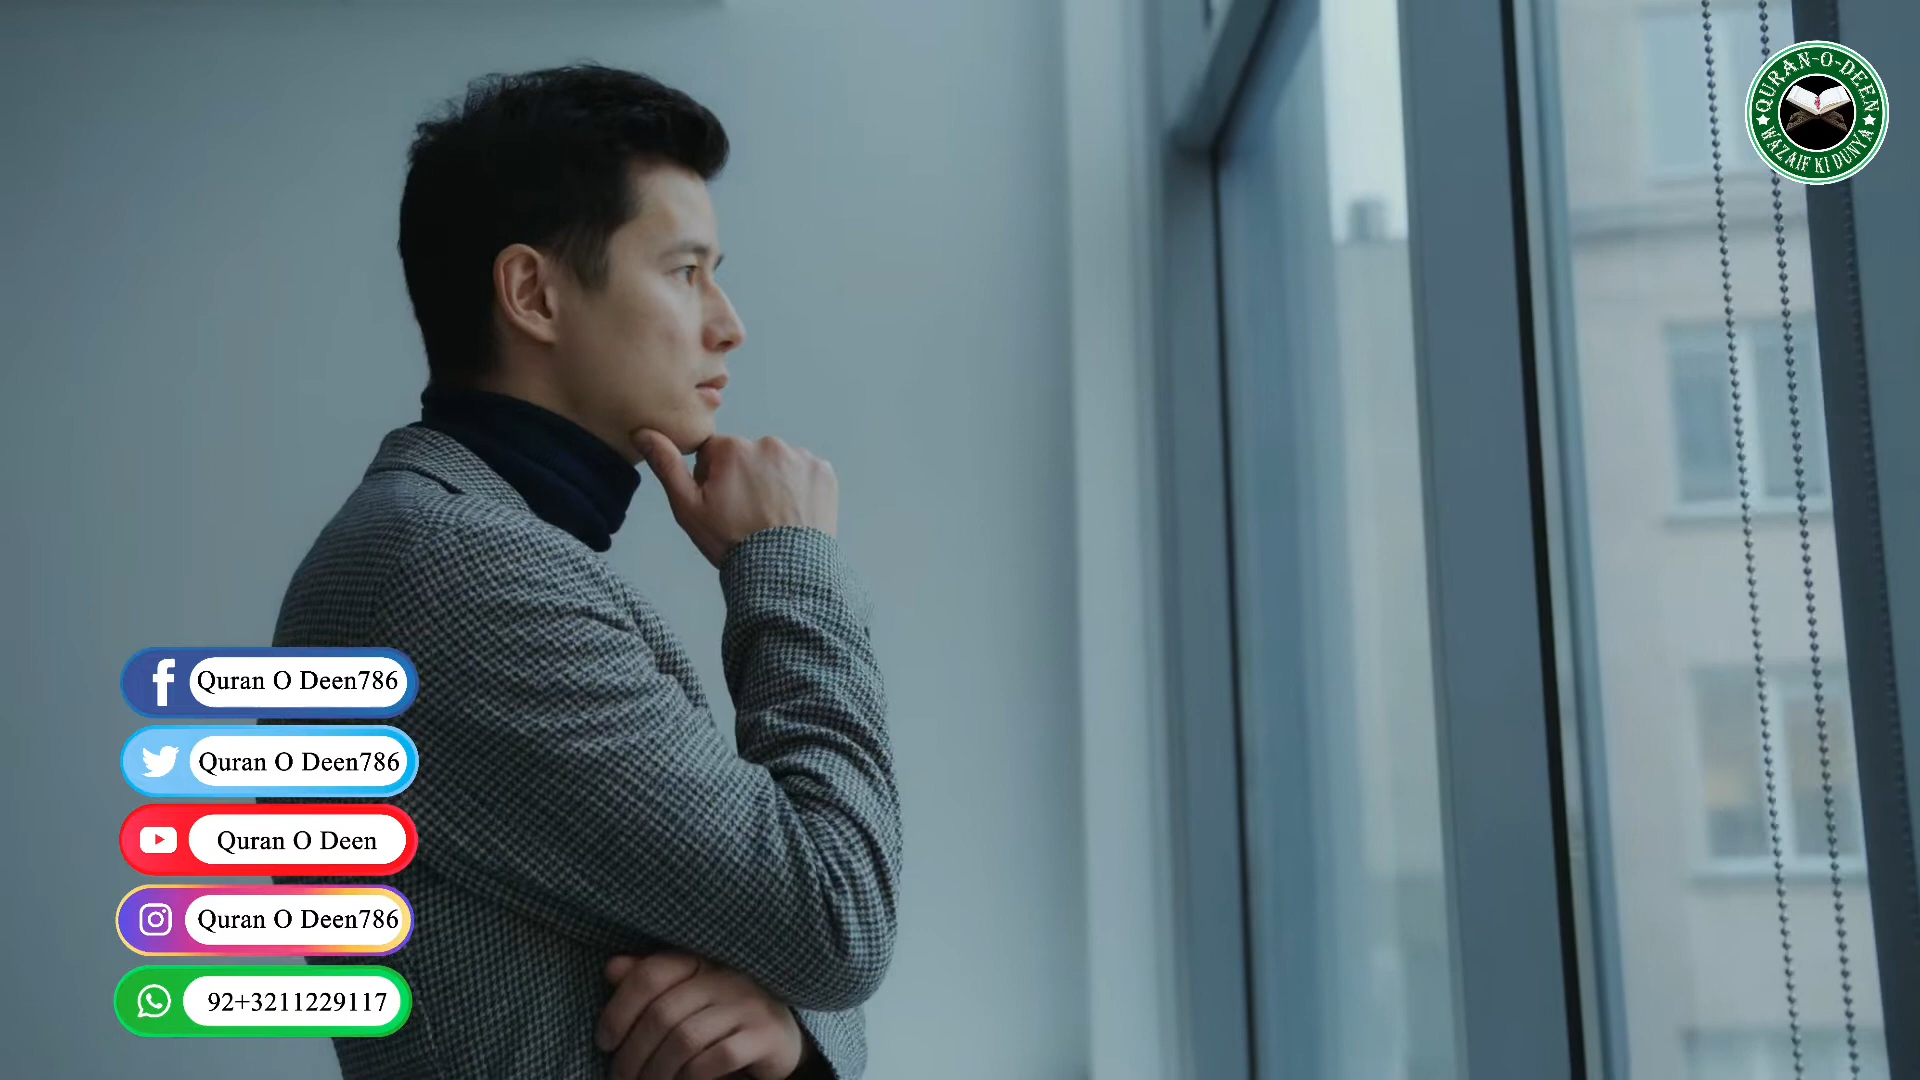 QURAN-O-DEEN
WAZAIF KI DUNYA
Quran O Deen786
Quran O Deen786
Quran O Deen
Quran O Deen786
92+3211229117